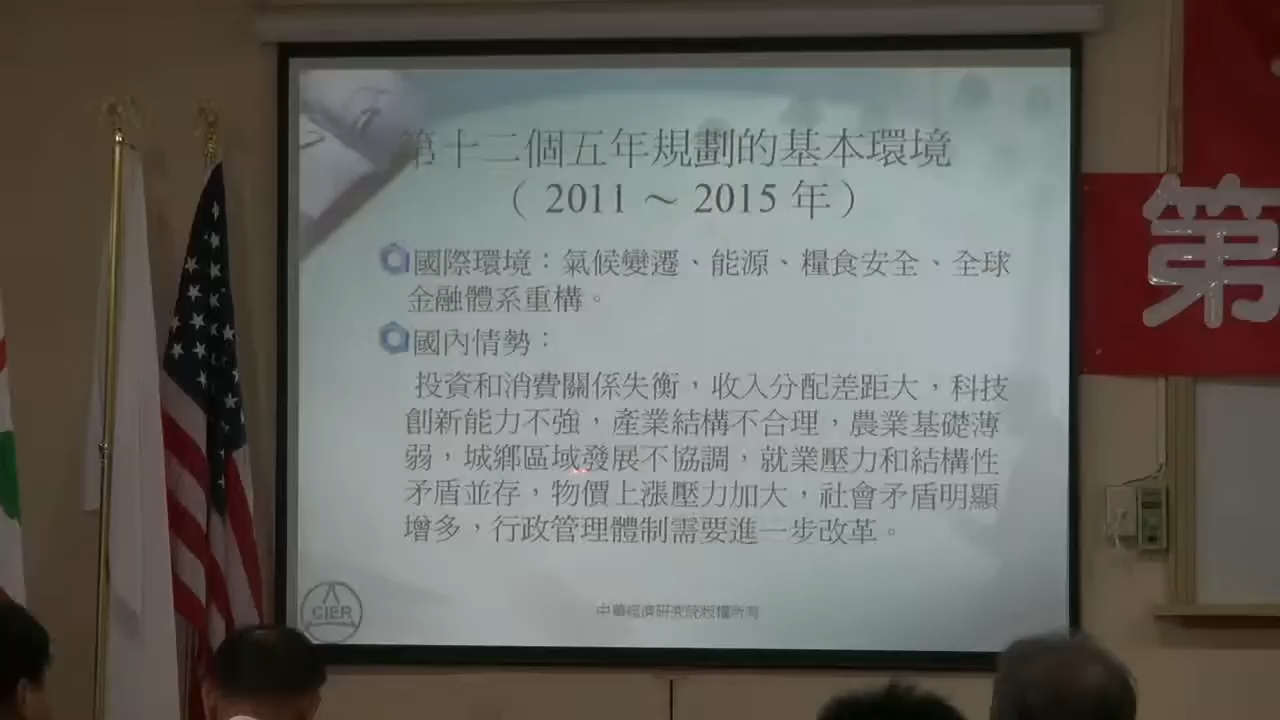 第十二個五年規劃的基本環境
（2011～2015年）
國際環境：氣候變遷、能源、糧食安全、全球
金融體系重構。
國內情勢：
投資和消費關係失衡，收入分配差距大，科技
創新能力不強，產業結構不合理，農業基礎薄
弱，城鄉區域發展不協調，就業壓力和結構性
矛盾並存，物價上漲壓力加大，社會矛盾明顯
增多，行政管理體制需要進一步改革。
CIER
中華經濟研究院版權所有
第